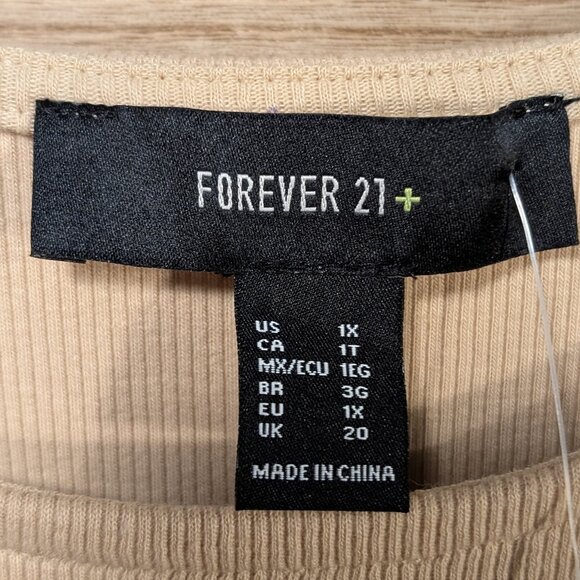 FOREVER 21+
US 1X
CA 1T
MX/ECU 1EG
BR 3G
EU 1X
UK 20
MADE IN CHINA